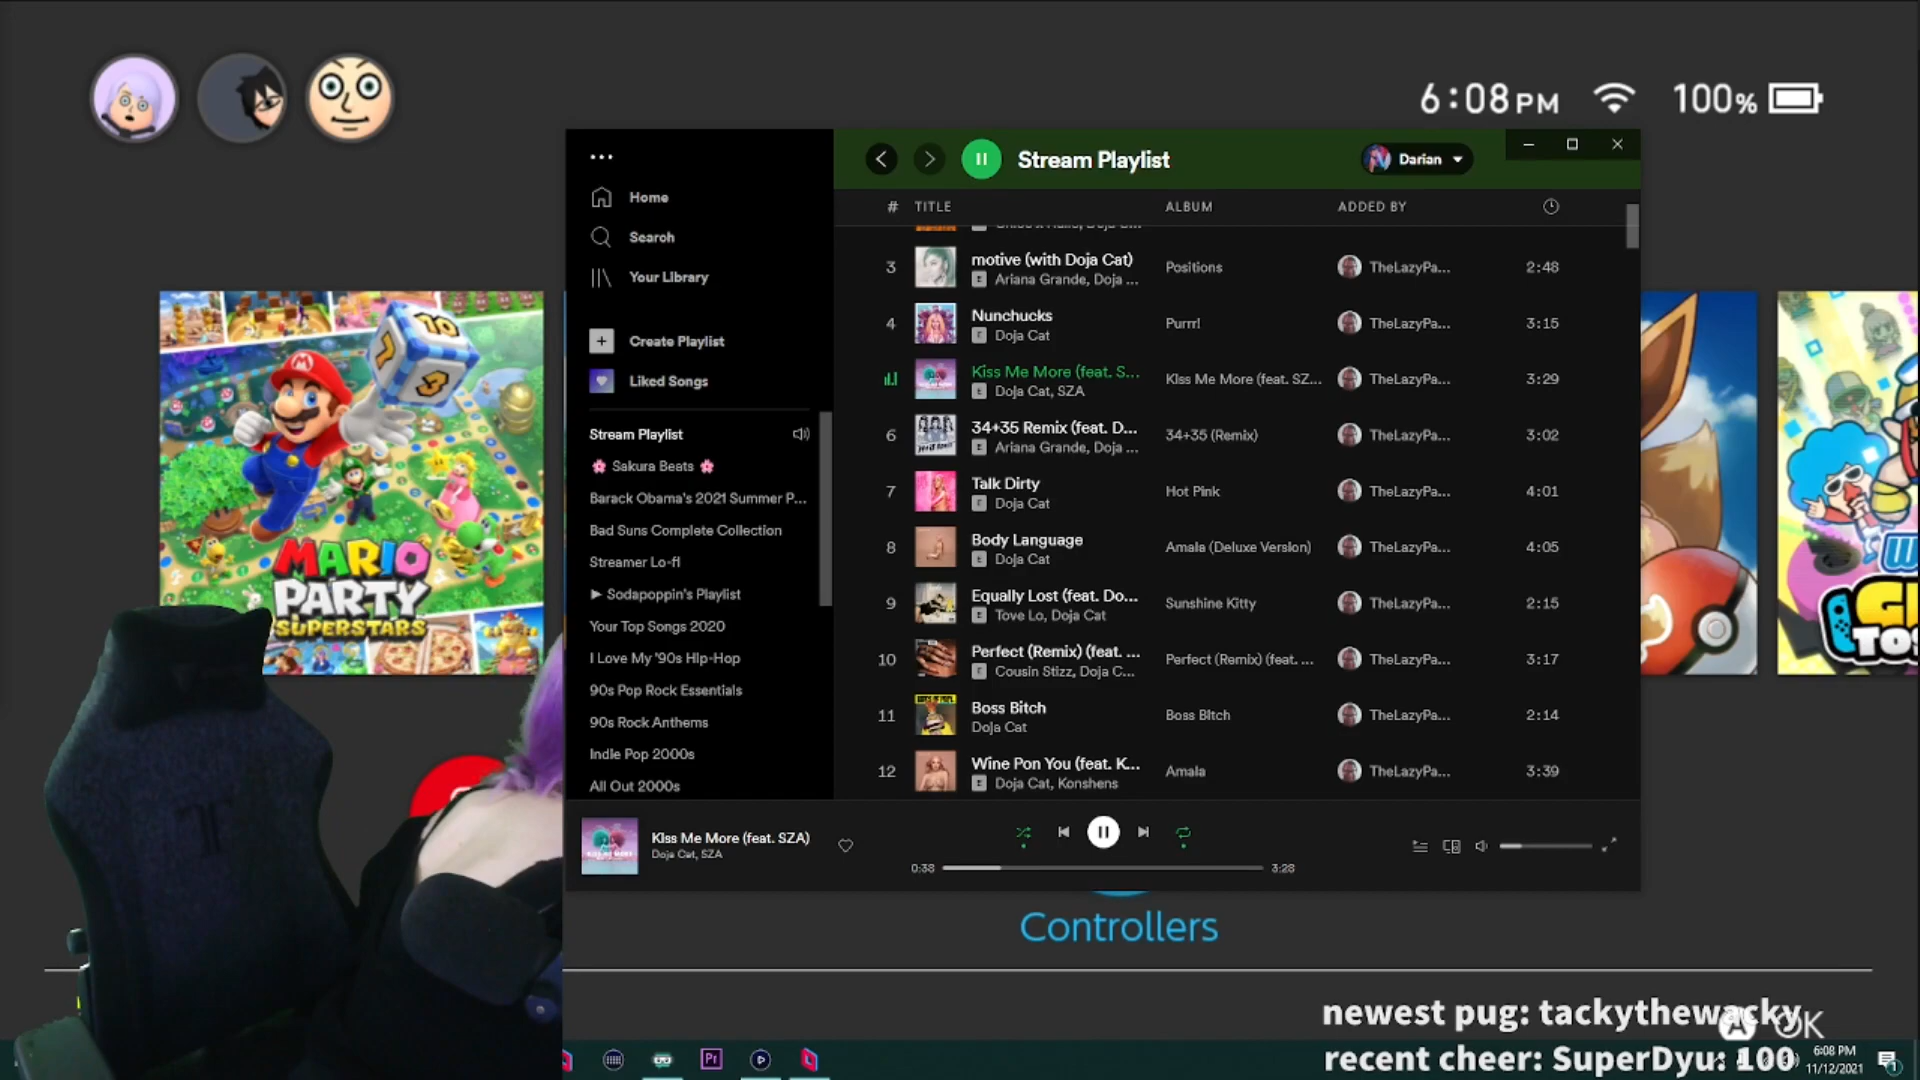 6:08 PM 100%
Stream Playlist
Darian
Home
Search
Your Library
Create Playlist
Liked Songs
Stream Playlist
🌸 Sakura Beats 🌸
Barack Obama's 2021 Summer P...
Bad Suns Complete Collection
Streamer Lo-fi
► Sodapoppin's Playlist
Your Top Songs 2020
I Love My '90s Hip-Hop
90s Pop Rock Essentials
90s Rock Anthems
Indie Pop 2000s
All Out 2000s
# TITLE ALBUM ADDED BY
3 motive (with Doja Cat) Positions TheLazyPa... 2:48
E Ariana Grande, Doja ...
4 Nunchucks Purrr! TheLazyPa... 3:15
E Doja Cat
Kiss Me More (feat. S... Kiss Me More (feat. SZ... TheLazyPa... 3:29
E Doja Cat, SZA
6 34+35 Remix (feat. D... 34+35 (Remix) TheLazyPa... 3:02
E Ariana Grande, Doja ...
7 Talk Dirty Hot Pink TheLazyPa... 4:01
E Doja Cat
8 Body Language Amala (Deluxe Version) TheLazyPa... 4:05
E Doja Cat
9 Equally Lost (feat. Do... Sunshine Kitty TheLazyPa... 2:15
E Tove Lo, Doja Cat
10 Perfect (Remix) (feat. ... Perfect (Remix) (feat. ... TheLazyPa... 3:17
E Cousin Stizz, Doja C...
11 Boss Bitch Boss Bitch TheLazyPa... 2:14
Doja Cat
12 Wine Pon You (feat. K... Amala TheLazyPa... 3:39
E Doja Cat, Konshens
Kiss Me More (feat. SZA)
Doja Cat, SZA
0:38 3:28
MARIO
PARTY
SUPERSTARS
10
7
3
Controllers
newest pug: tackythewacky
A OK
recent cheer: SuperDyu: 100
Pr
6:08 PM
11/12/2021